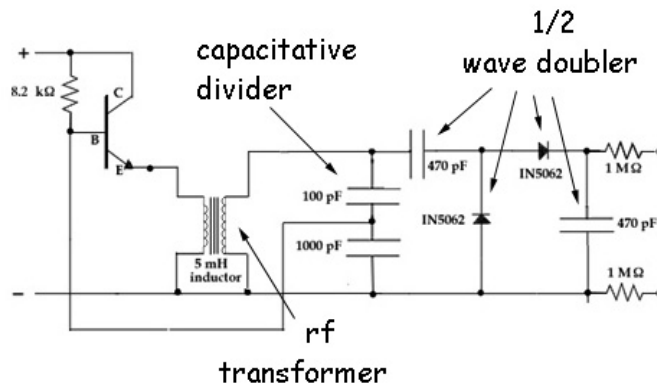 1/2
wave doubler
capacitative
divider
+
8.2 kΩ
C
B
E
470 pF
IN5062
1 MΩ
100 pF
IN5062
470 pF
1000 pF
5 mH
inductor
1 MΩ
–
rf
transformer